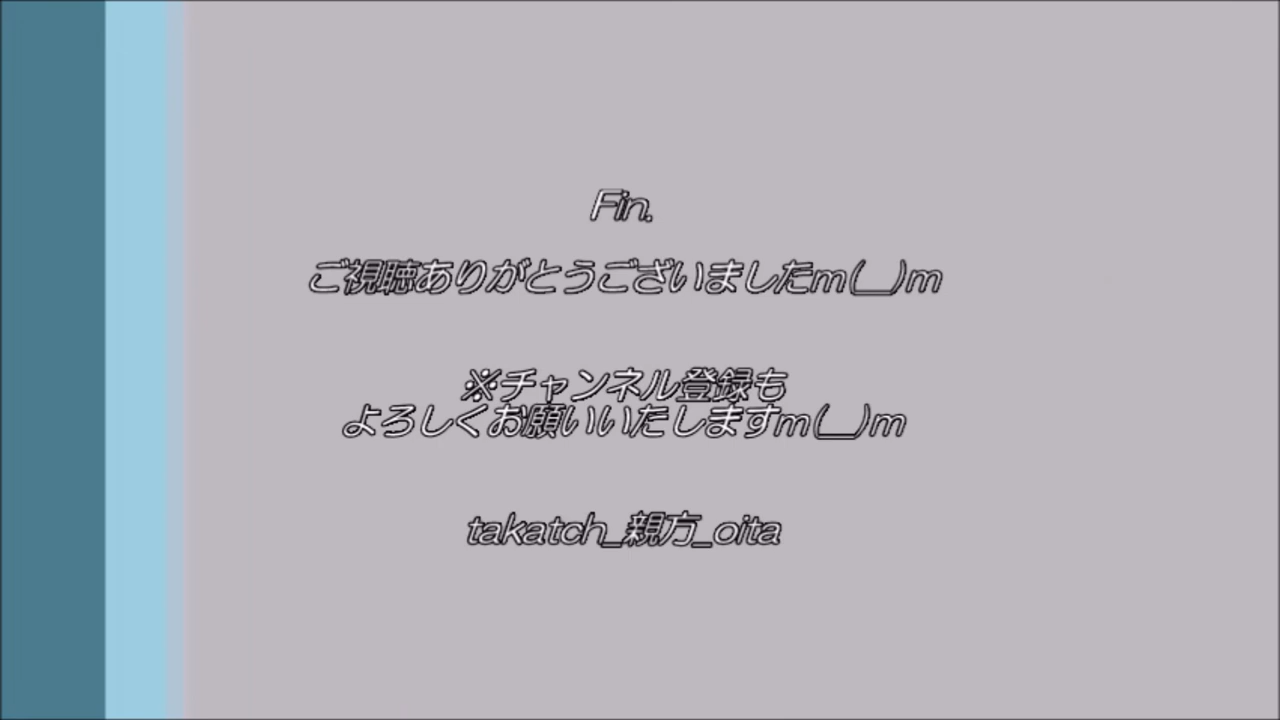 Fin.
ご視聴ありがとうございましたm(__)m
※チャンネル登録も
よろしくお願いいたしますm(__)m
takatch_親方_oita